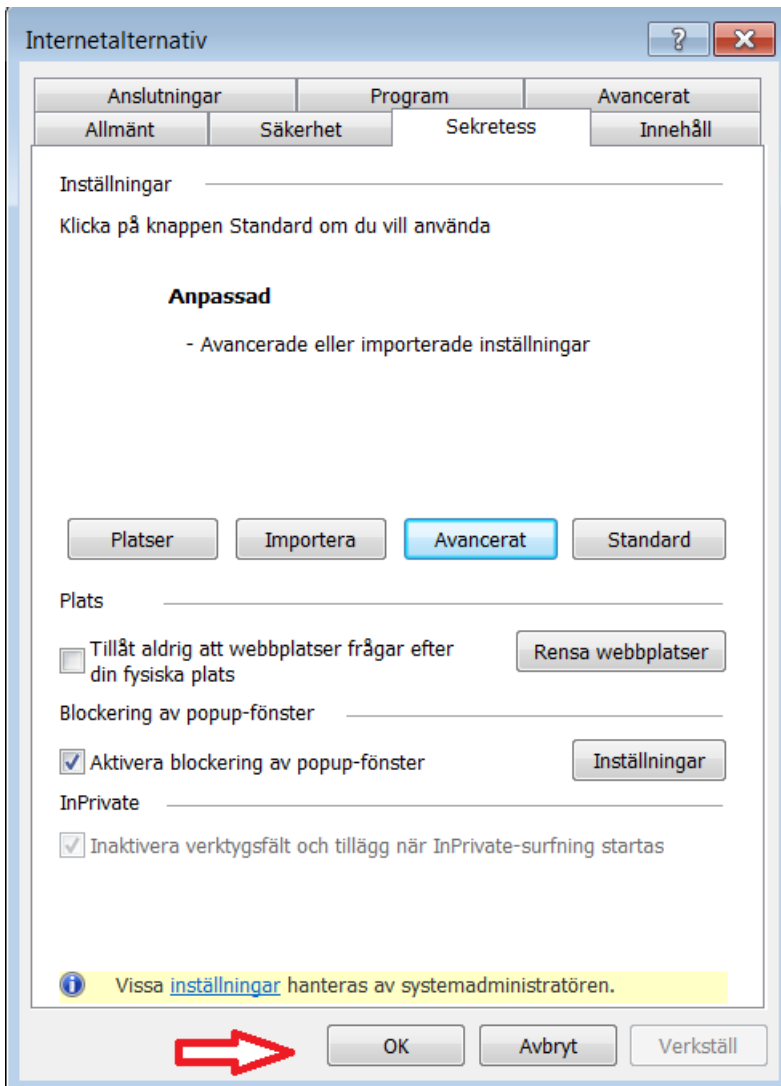 Internetalternativ
Anslutningar Program Avancerat
Allmänt Säkerhet Sekretess Innehåll
Inställningar
Klicka på knappen Standard om du vill använda
Anpassad
- Avancerade eller importerade inställningar
Platser Importera Avancerat Standard
Plats
Tillåt aldrig att webbplatser frågar efter
din fysiska plats
Rensa webbplatser
Blockering av popup-fönster
Aktivera blockering av popup-fönster Inställningar
InPrivate
Inaktivera verktygsfält och tillägg när InPrivate-surfning startas
Vissa inställningar hanteras av systemadministratören.
OK Avbryt Verkställ